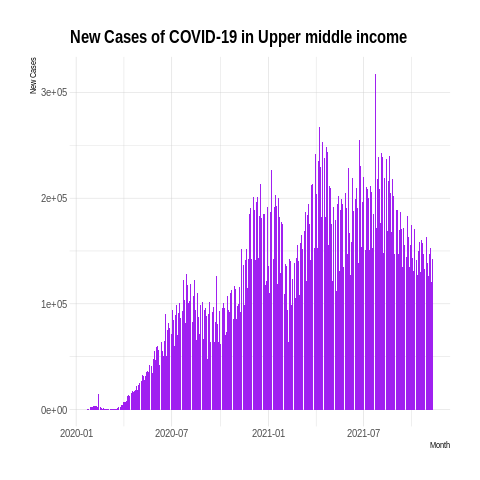 New Cases of COVID-19 in Upper middle income
New Cases
3e+05
2e+05
1e+05
0e+00
2020-01 2020-07 2021-01 2021-07
Month